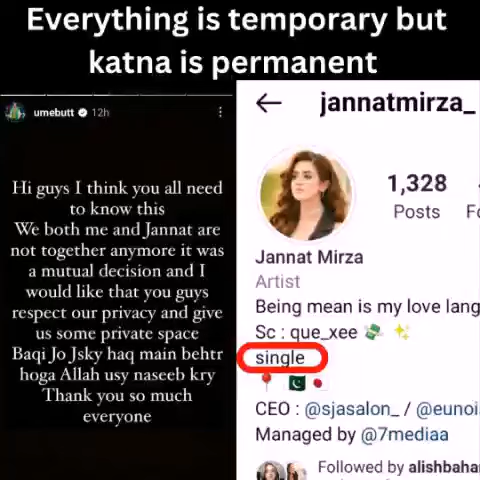 Everything is temporary but
katna is permanent
umebutt 12h
Hi guys I think you all need
to know this
We both me and Jannat are
not together anymore it was
a mutual decision and I
would like that you guys
respect our privacy and give
us some private space
Baqi Jo Jsky haq main behtr
hoga Allah usy naseeb kry
Thank you so much
everyone
jannatmirza_
1,328
Posts
Jannat Mirza
Artist
Being mean is my love lang
Sc : que_xee
single
CEO : @sjasalon_ / @eunoi
Managed by @7mediaa
Followed by alishbaha